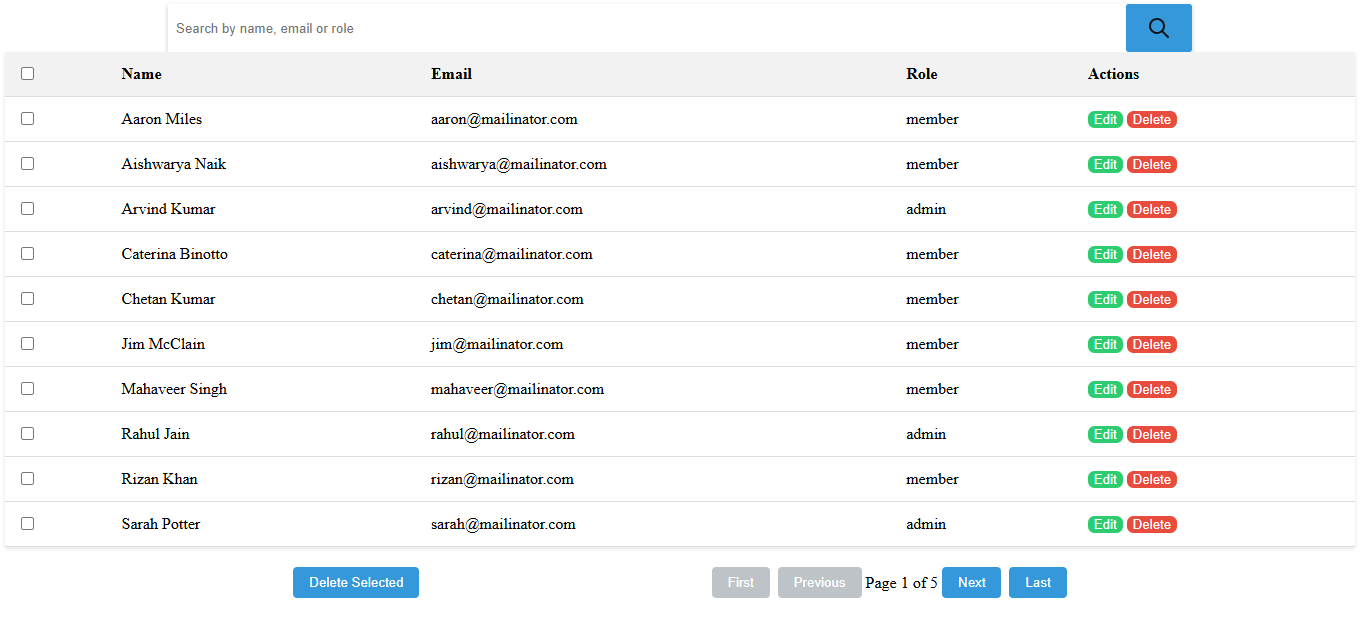 Search by name, email or role
Name Email Role Actions
Aaron Miles aaron@mailinator.com member Edit Delete
Aishwarya Naik aishwarya@mailinator.com member Edit Delete
Arvind Kumar arvind@mailinator.com admin Edit Delete
Caterina Binotto caterina@mailinator.com member Edit Delete
Chetan Kumar chetan@mailinator.com member Edit Delete
Jim McClain jim@mailinator.com member Edit Delete
Mahaveer Singh mahaveer@mailinator.com member Edit Delete
Rahul Jain rahul@mailinator.com admin Edit Delete
Rizan Khan rizan@mailinator.com member Edit Delete
Sarah Potter sarah@mailinator.com admin Edit Delete
Delete Selected First Previous Page 1 of 5 Next Last